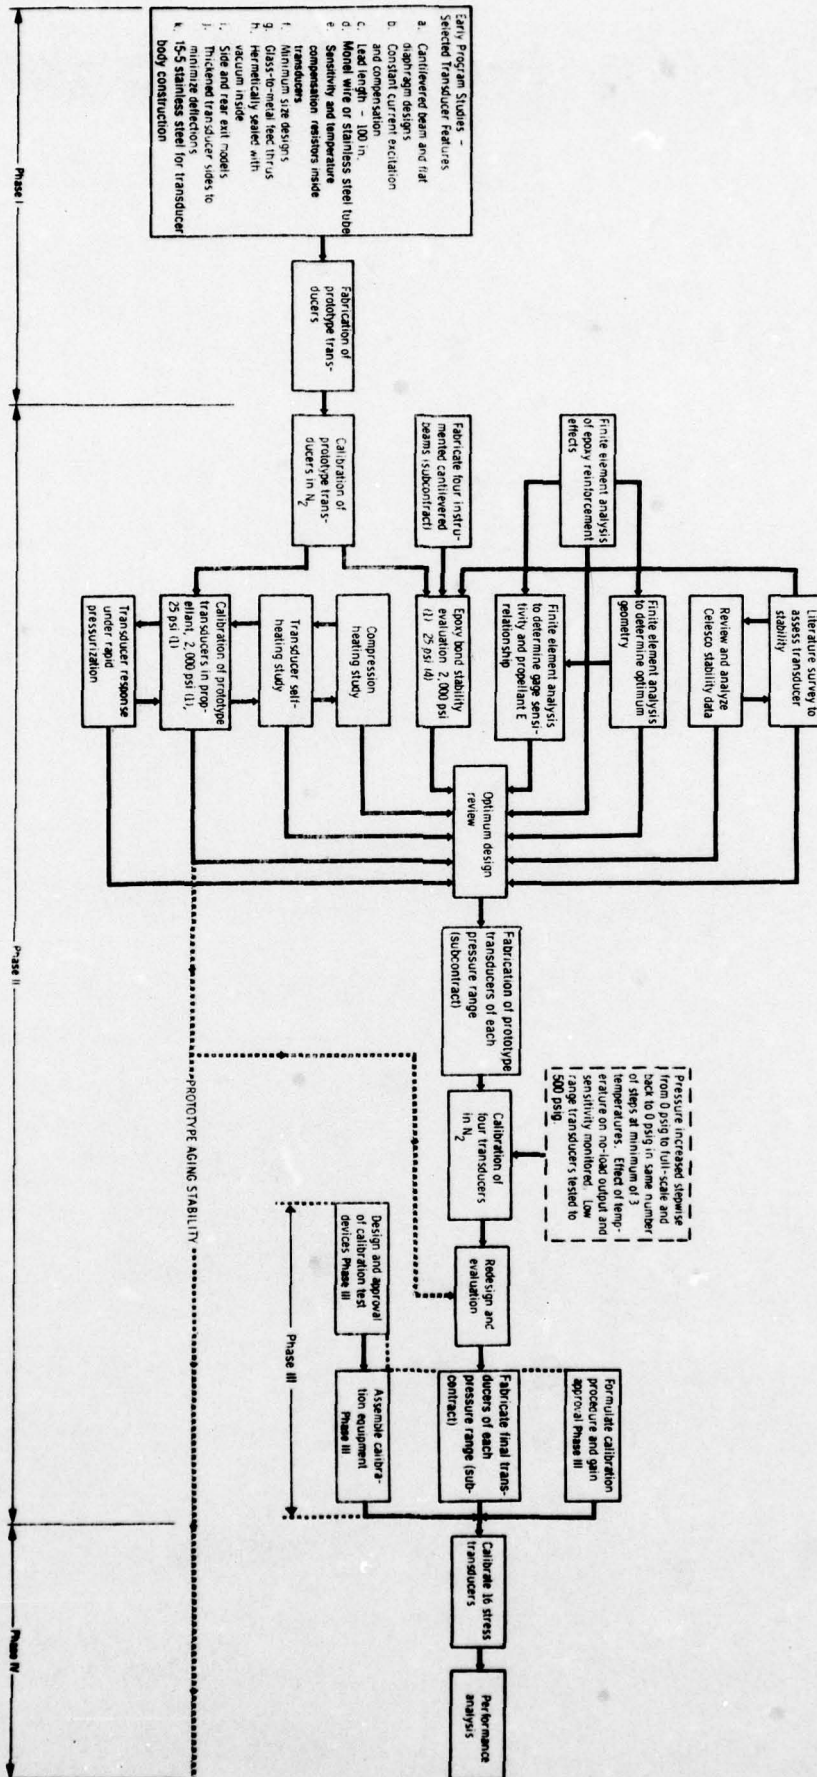 Early Program Studies –
Selected Transducer Features
a. Cantilevered beam and flat
diaphragm designs
b. Constant current excitation
and compensation
c. Lead length – 100 in.
d. Monel wire or stainless steel tube
e. Sensitivity and temperature
compensation resistors inside
transducers
f. Minimum size designs
g. Glass-to-metal feed thrus
h. Hermetically sealed with
vacuum inside
i. Side and rear exit models
j. Thickened transducer sides to
minimize deflections
k. 15-5 stainless steel for transducer
body construction
Fabrication of
prototype trans-
ducers
Calibration of
prototype trans-
ducers in N2
Fabricate four instru-
mented cantilevered
beams (subcontract)
Finite element analysis
of epoxy reinforcement
effects
Literature survey to
assess transducer
stability
Review and analyze
Celesco stability data
Finite element analysis
to determine optimum
geometry
Finite element analysis
to determine gage sensi-
tivity and propellant E
relationship
Epoxy bond stability
evaluation 2,000 psi
(1) 25 psi (4)
Compression
heating study
Transducer self-
heating study
Calibration of prototype
transducers in prop-
ellant, 2,000 psi (1),
25 psi (1)
Transducer response
under rapid
pressurization
Optimum design
review
Fabrication of prototype
transducers of each
pressure range
(subcontract)
Pressure increased stepwise
from 0 psig to full-scale and
back to 0 psig in same number
of steps at minimum of 3
temperatures. Effect of temp-
erature on no-load output and
sensitivity monitored. Low
range transducers tested to
500 psig.
Calibration of
four transducers
in N2
Redesign and
evaluation
Design and approval
of calibration test
devices Phase III
Formulate calibration
procedure and gain
approval Phase III
Fabricate final trans-
ducers of each
pressure range (sub-
contract)
Assemble calibra-
tion equipment
Phase III
Phase III
Calibrate 16 stress
transducers
Performance
analysis
PROTOTYPE AGING STABILITY
Phase I
Phase II
Phase IV